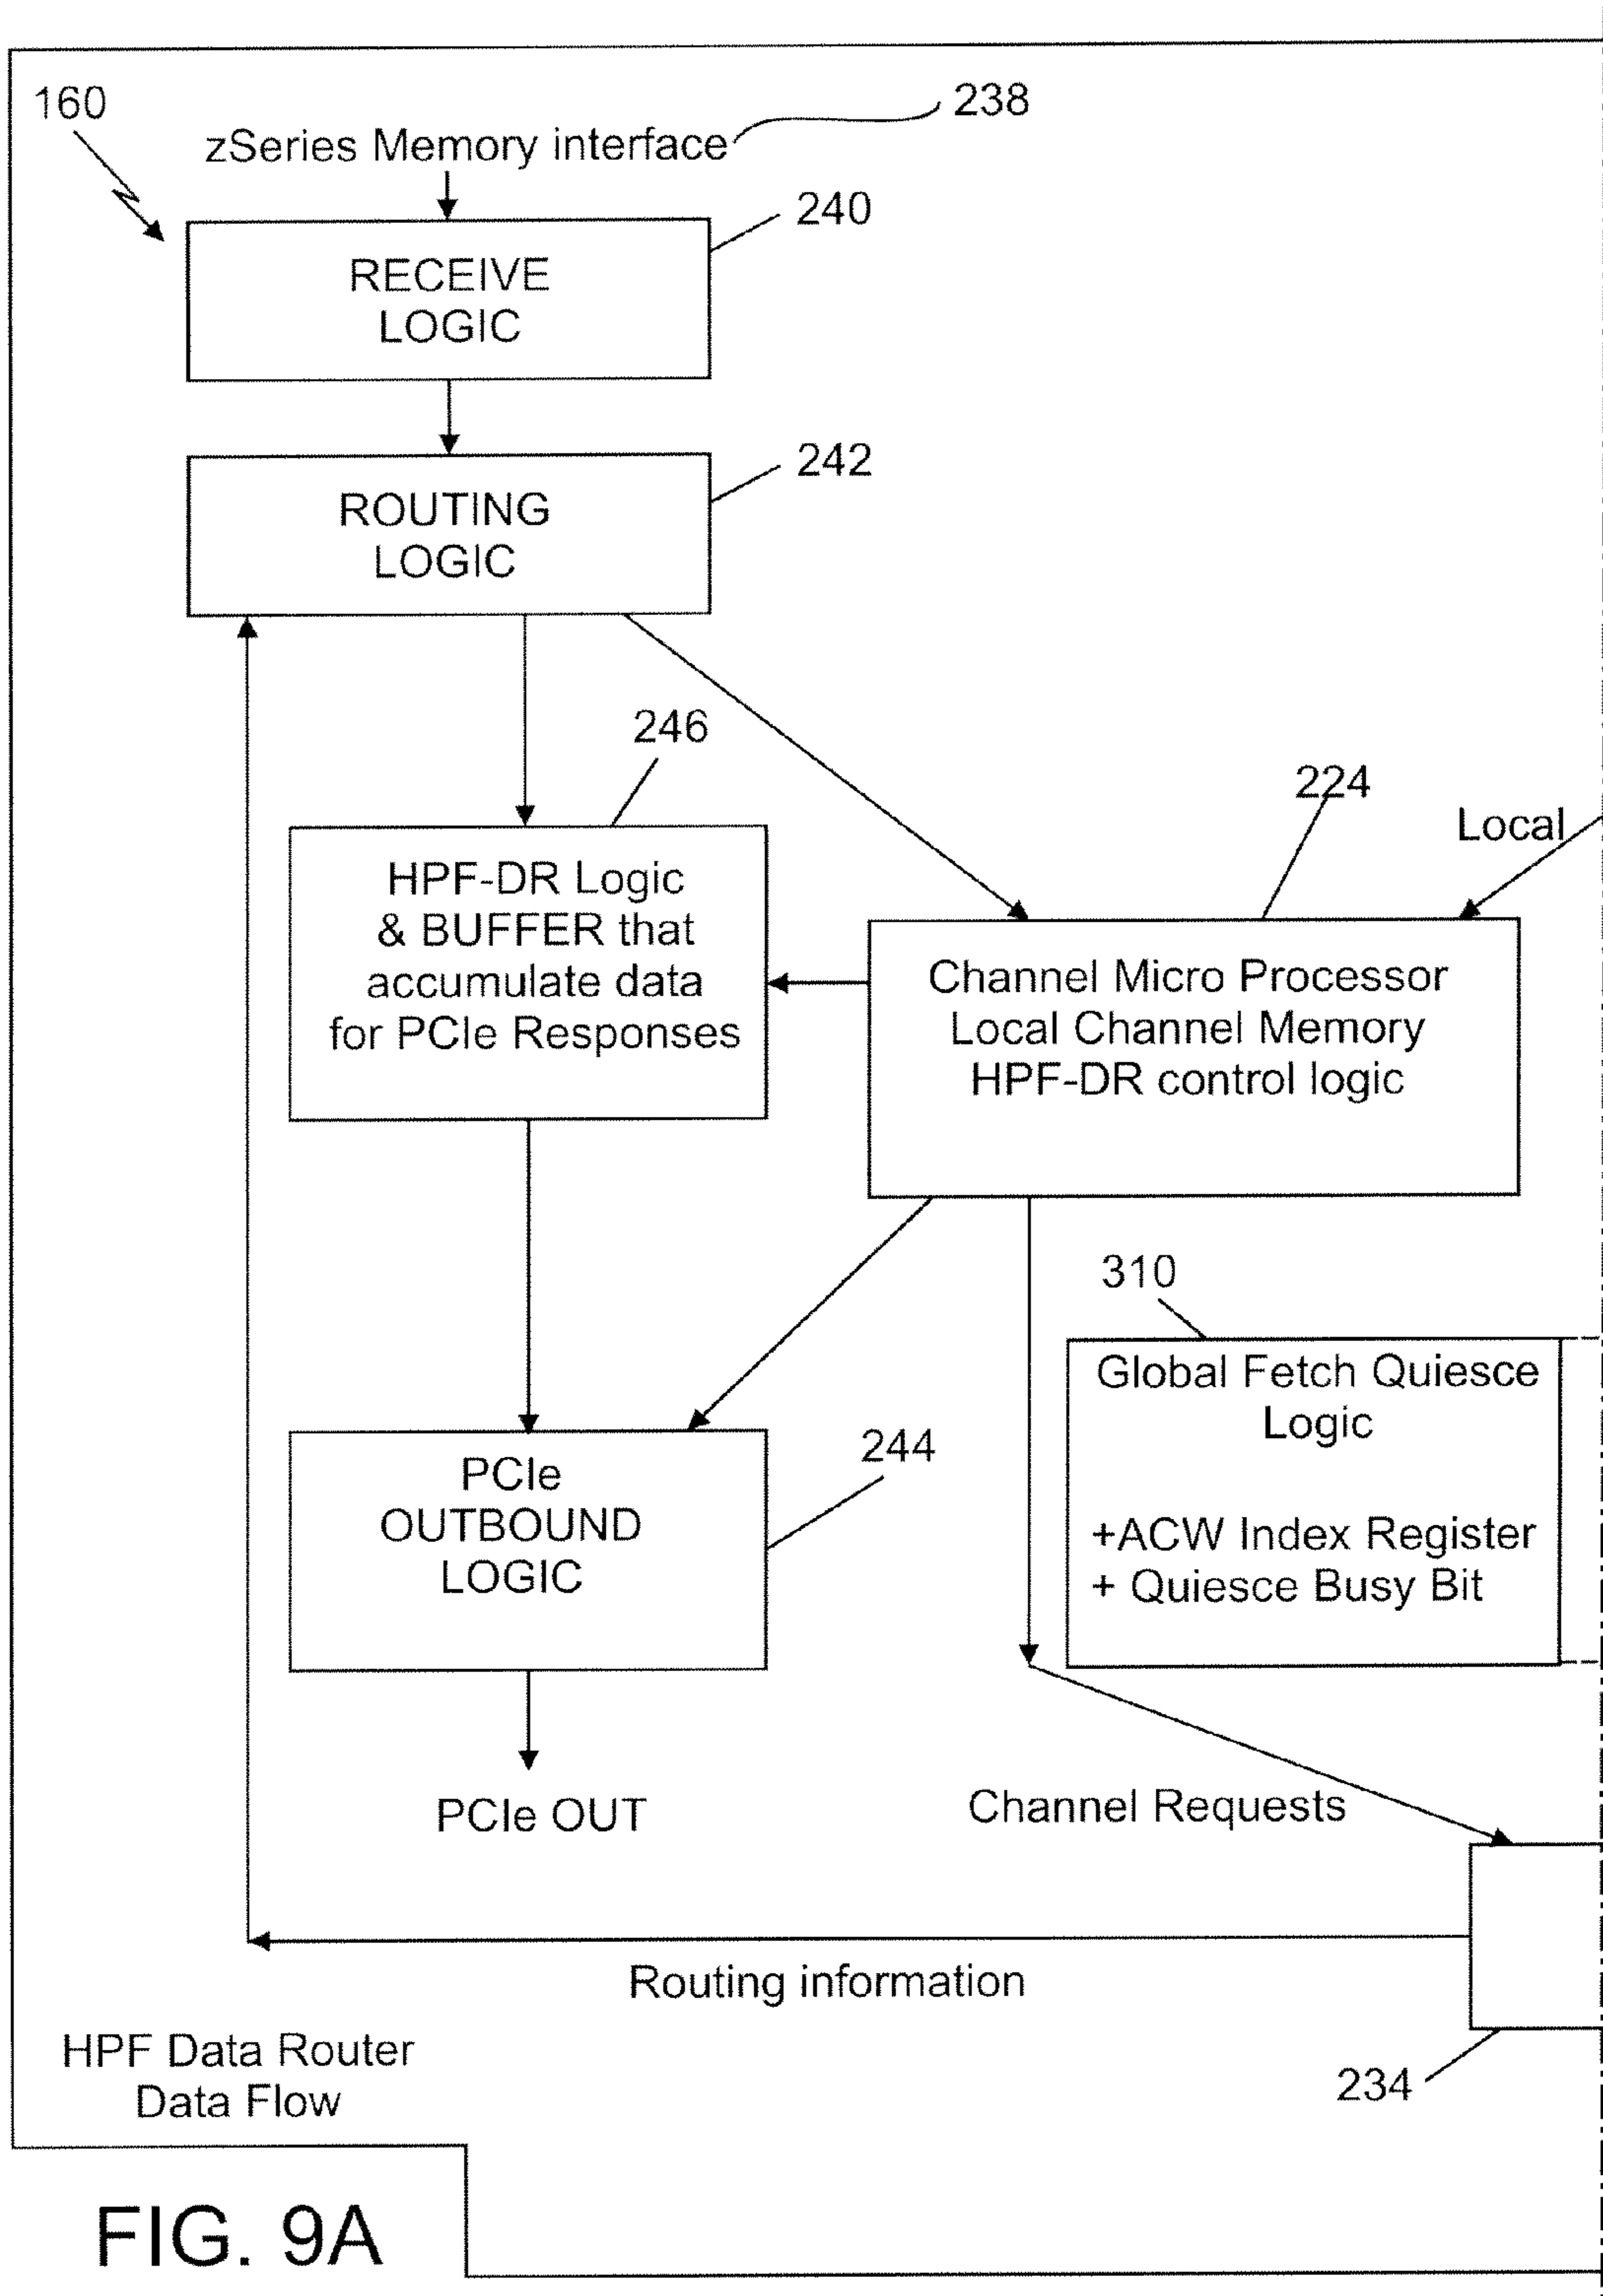 160
238
zSeries Memory interface
240
RECEIVE
LOGIC
242
ROUTING
LOGIC
246
224
Local
HPF-DR Logic
& BUFFER that
accumulate data
for PCIe Responses
Channel Micro Processor
Local Channel Memory
HPF-DR control logic
310
Global Fetch Quiesce
Logic
+ACW Index Register
+ Quiesce Busy Bit
244
PCIe
OUTBOUND
LOGIC
PCIe OUT
Channel Requests
Routing information
234
HPF Data Router
Data Flow
FIG. 9A